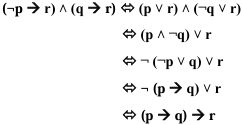 (¬p → r) ∧ (q → r) ⇔ (p ∨ r) ∧ (¬q ∨ r)
⇔ (p ∧ ¬q) ∨ r
⇔ ¬ (¬p ∨ q) ∨ r
⇔ ¬ (p → q) ∨ r
⇔ (p → q) → r